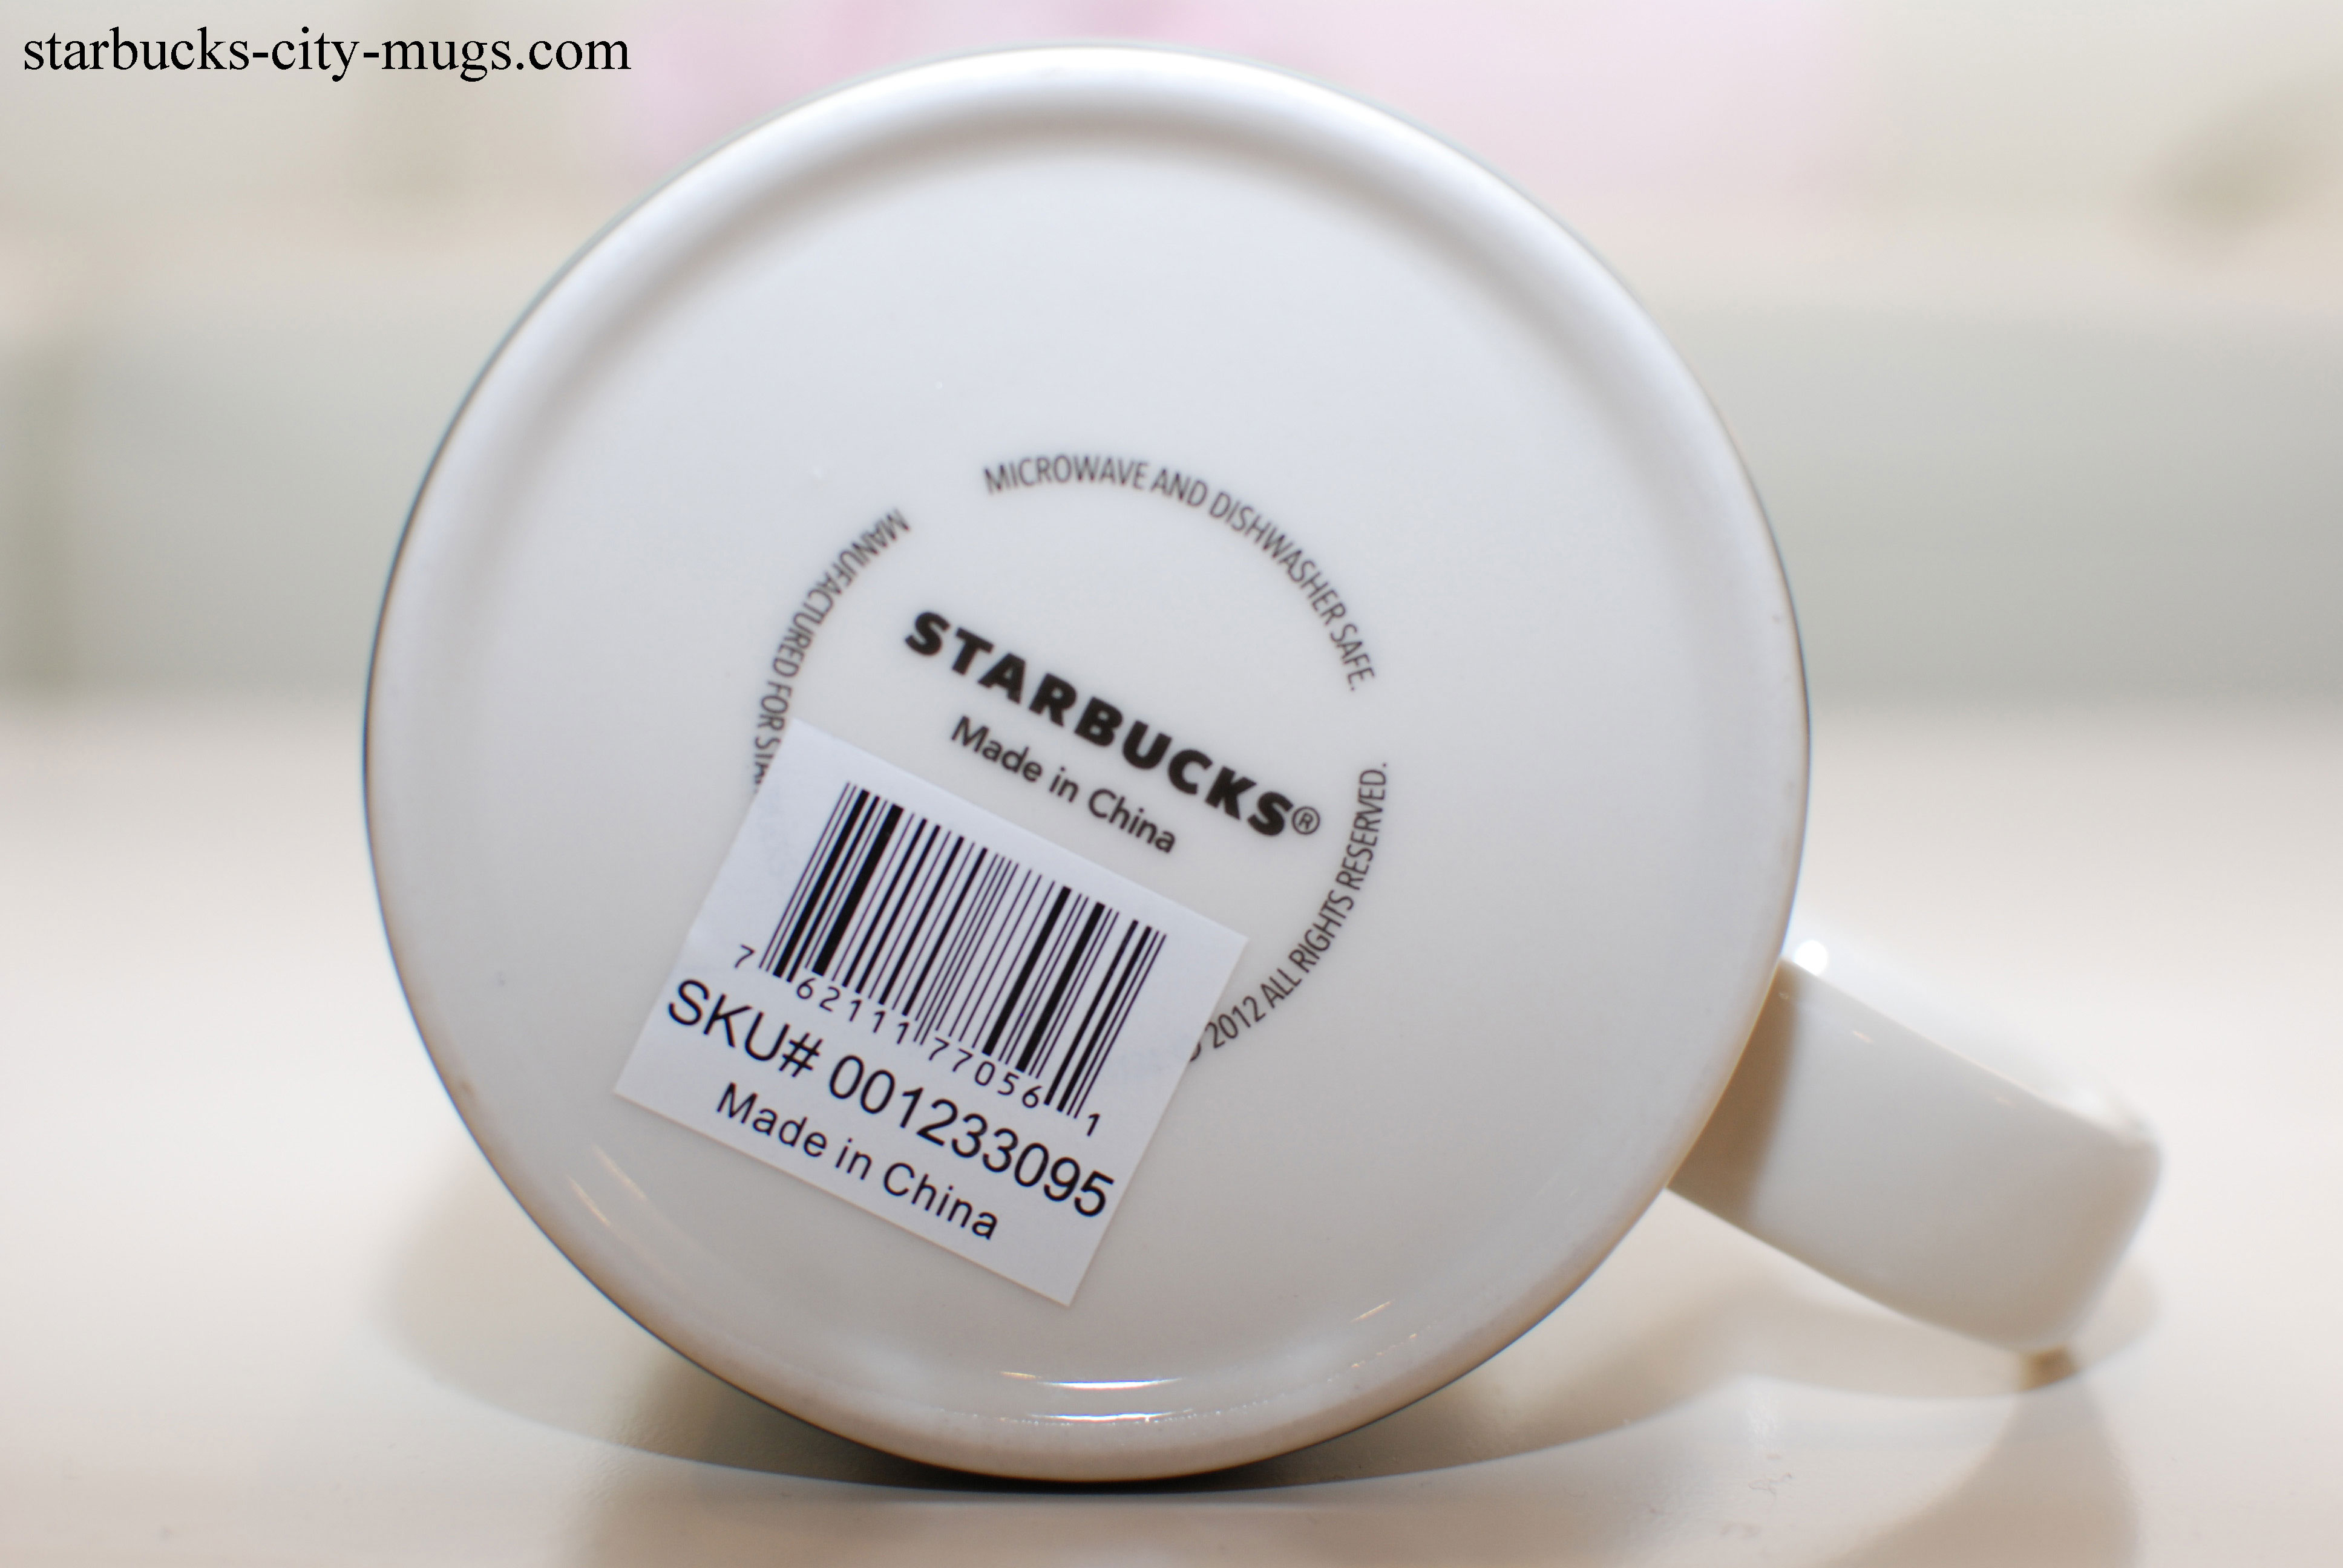 starbucks-city-mugs.com
MICROWAVE AND DISHWASHER SAFE.
MANUFACTURED FOR
STARBUCKS®
Made in China
2012 ALL RIGHTS RESERVED.
7 62111 77056 1
SKU# 001233095
Made in China